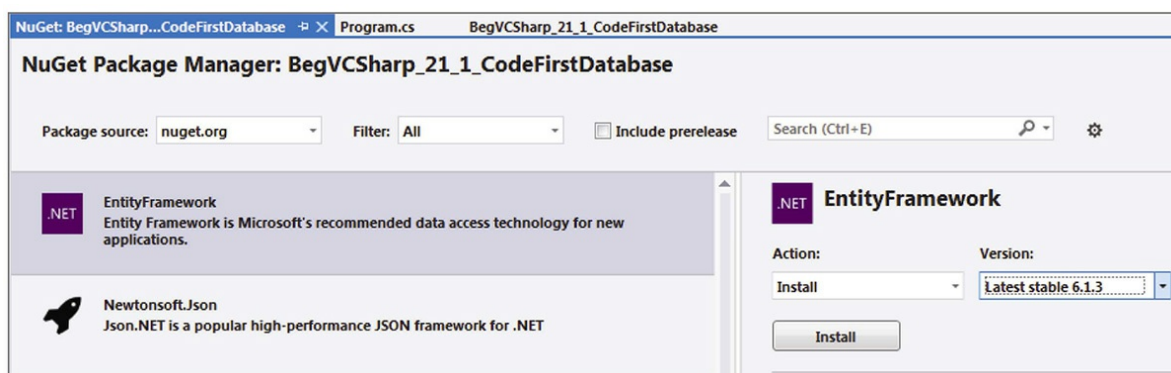 NuGet: BegVCSharp...CodeFirstDatabase Program.cs BegVCSharp_21_1_CodeFirstDatabase
NuGet Package Manager: BegVCSharp_21_1_CodeFirstDatabase
Package source: nuget.org Filter: All Include prerelease Search (Ctrl+E)
.NET
EntityFramework
Entity Framework is Microsoft's recommended data access technology for new
applications.
Newtonsoft.Json
Json.NET is a popular high-performance JSON framework for .NET
.NET
EntityFramework
Action: Version:
Install Latest stable 6.1.3
Install